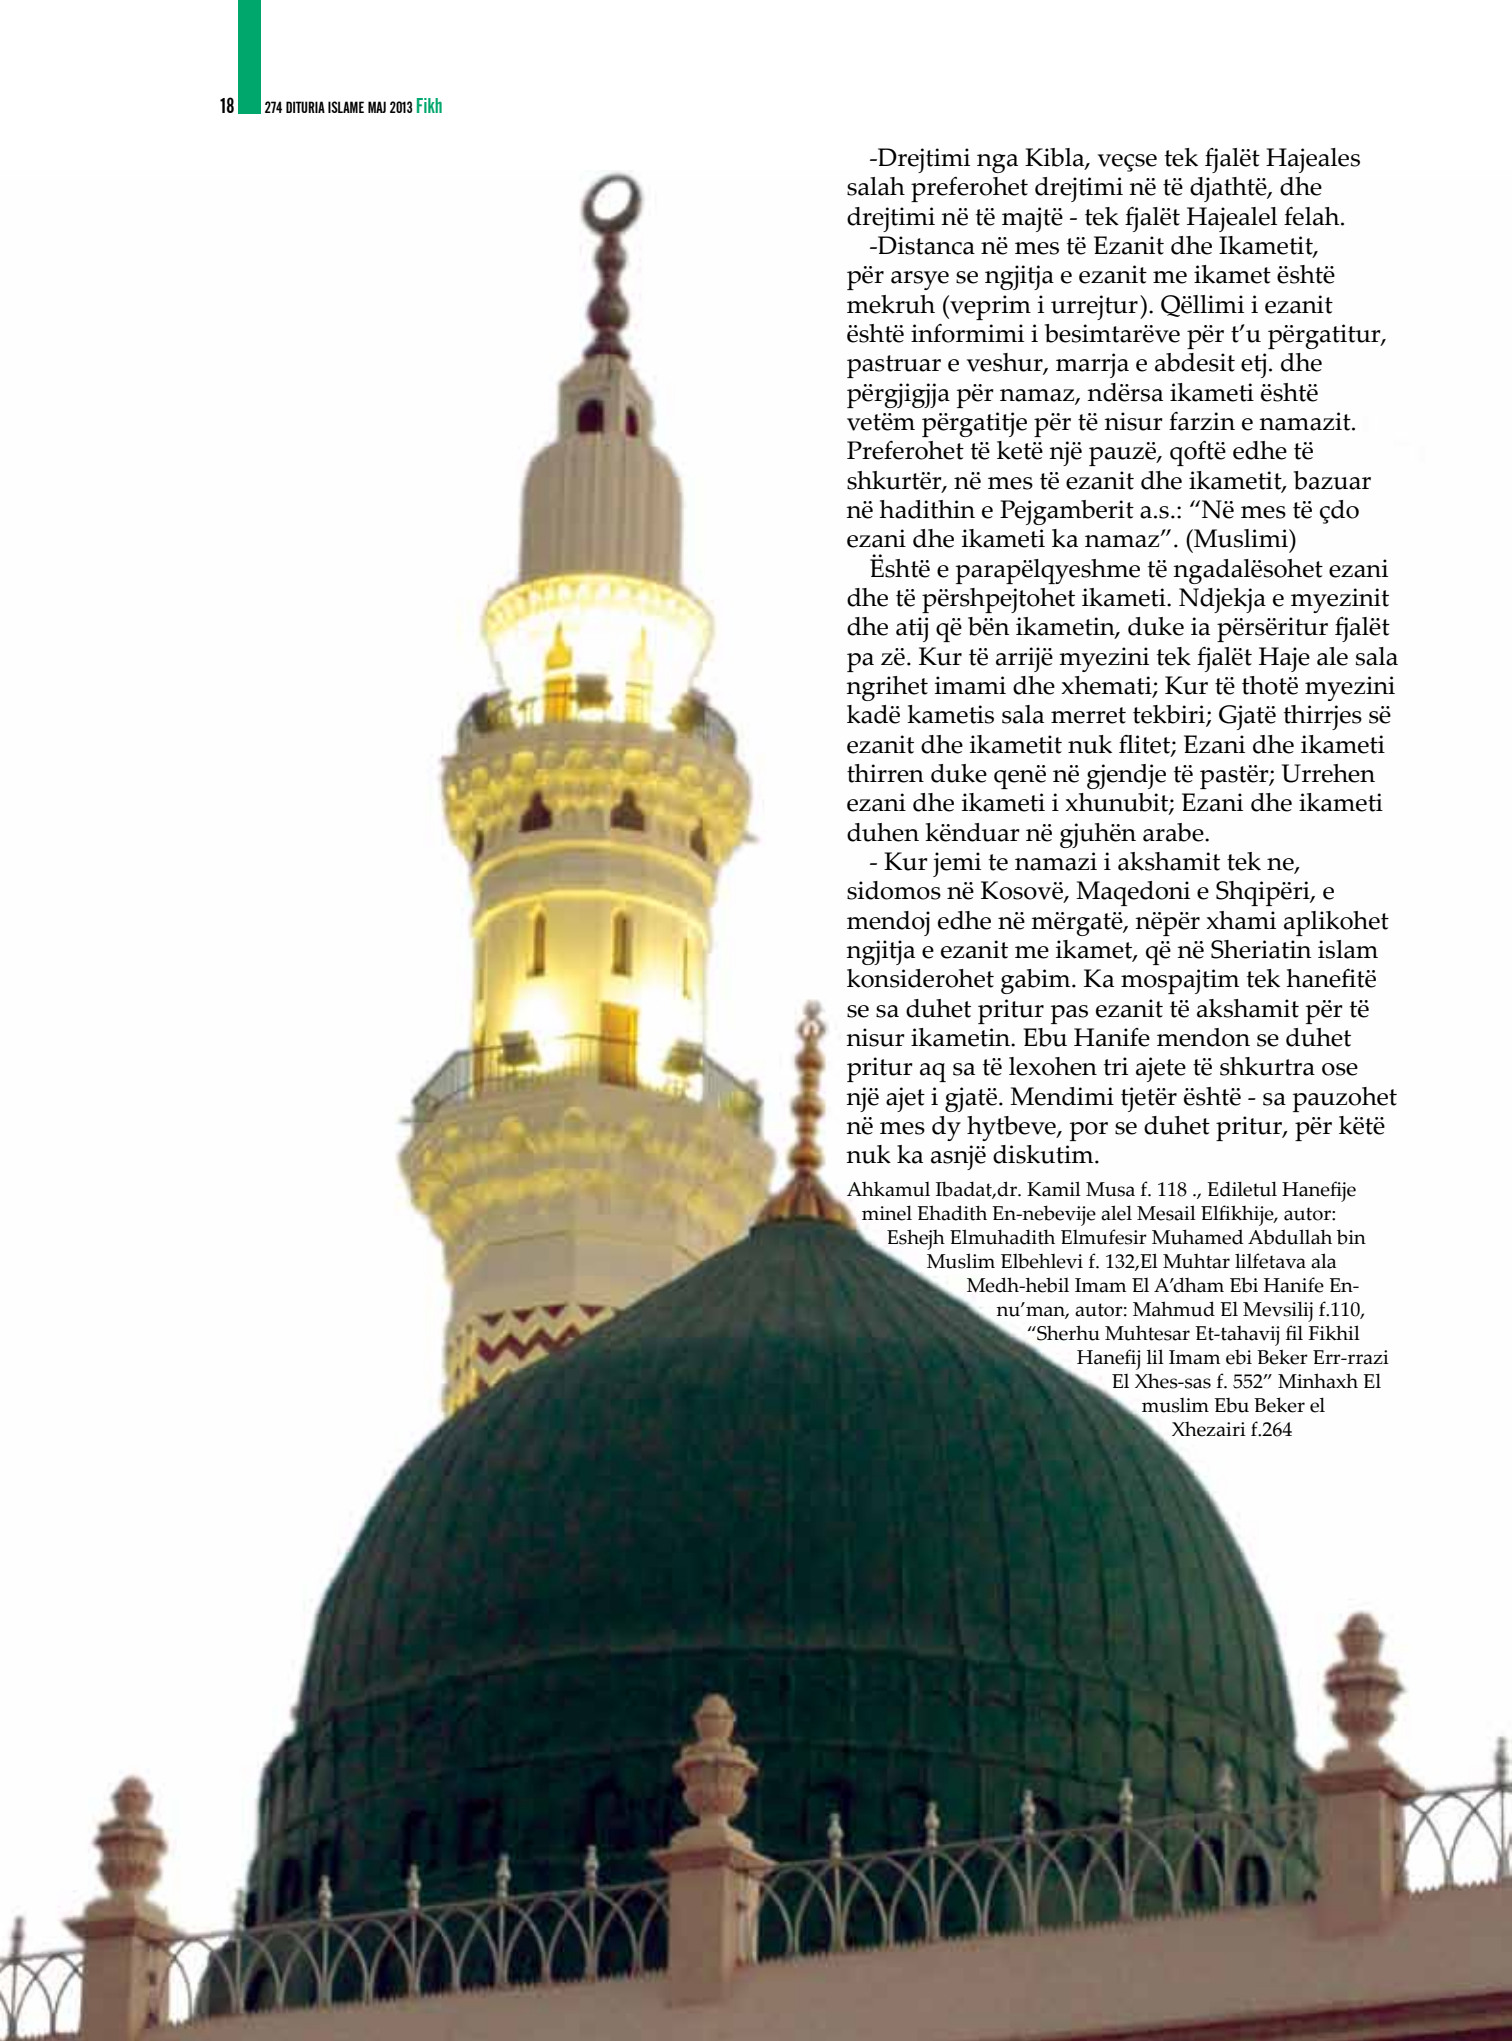 18 274 DITURIA ISLAME MAJ 2013 Fikh
-Drejtimi nga Kibla, veçse tek fjalët Hajeales
salah preferohet drejtimi në të djathtë, dhe
drejtimi në të majtë - tek fjalët Hajealel felah.
-Distanca në mes të Ezanit dhe Ikametit,
për arsye se ngjitja e ezanit me ikamet është
mekruh (veprim i urrejtur). Qëllimi i ezanit
është informimi i besimtarëve për t’u përgatitur,
pastruar e veshur, marrja e abdesit etj. dhe
përgjigjja për namaz, ndërsa ikameti është
vetëm përgatitje për të nisur farzin e namazit.
Preferohet të ketë një pauzë, qoftë edhe të
shkurtër, në mes të ezanit dhe ikametit, bazuar
në hadithin e Pejgamberit a.s.: “Në mes të çdo
ezani dhe ikameti ka namaz”. (Muslimi)
Është e parapëlqyeshme të ngadalësohet ezani
dhe të përshpejtohet ikameti. Ndjekja e myezinit
dhe atij që bën ikametin, duke ia përsëritur fjalët
pa zë. Kur të arrijë myezini tek fjalët Haje ale sala
ngrihet imami dhe xhemati; Kur të thotë myezini
kadë kametis sala merret tekbiri; Gjatë thirrjes së
ezanit dhe ikametit nuk flitet; Ezani dhe ikameti
thirren duke qenë në gjendje të pastër; Urrehen
ezani dhe ikameti i xhunubit; Ezani dhe ikameti
duhen kënduar në gjuhën arabe.
- Kur jemi te namazi i akshamit tek ne,
sidomos në Kosovë, Maqedoni e Shqipëri, e
mendoj edhe në mërgatë, nëpër xhami aplikohet
ngjitja e ezanit me ikamet, që në Sheriatin islam
konsiderohet gabim. Ka mospajtim tek hanefitë
se sa duhet pritur pas ezanit të akshamit për të
nisur ikametin. Ebu Hanife mendon se duhet
pritur aq sa të lexohen tri ajete të shkurtra ose
një ajet i gjatë. Mendimi tjetër është - sa pauzohet
në mes dy hytbeve, por se duhet pritur, për këtë
nuk ka asnjë diskutim.
Ahkamul Ibadat,dr. Kamil Musa f. 118 ., Ediletul Hanefije
minel Ehadith En-nebevije alel Mesail Elfikhije, autor:
Eshejh Elmuhadith Elmufesir Muhamed Abdullah bin
Muslim Elbehlevi f. 132,El Muhtar lilfetava ala
Medh-hebil Imam El A’dham Ebi Hanife En-
nu’man, autor: Mahmud El Mevsilij f.110,
“Sherhu Muhtesar Et-tahavij fil Fikhil
Hanefij lil Imam ebi Beker Err-rrazi
El Xhes-sas f. 552” Minhaxh El
muslim Ebu Beker el
Xhezairi f.264